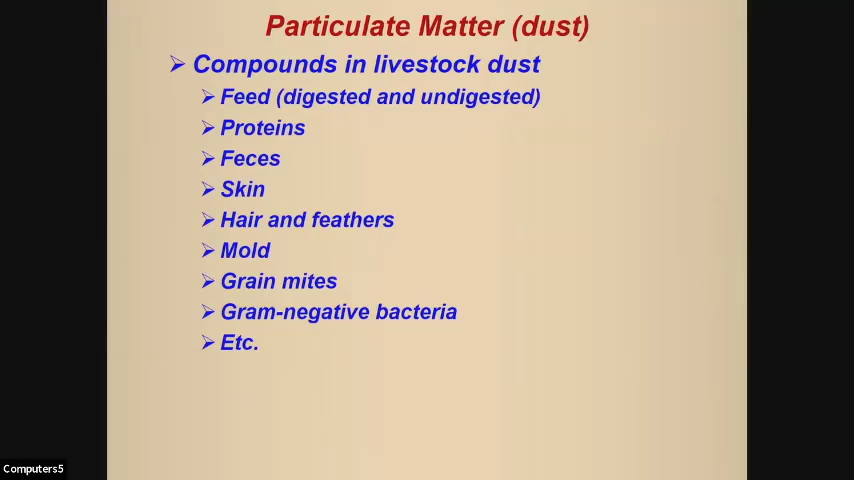 Particulate Matter (dust)
Compounds in livestock dust
Feed (digested and undigested)
Proteins
Feces
Skin
Hair and feathers
Mold
Grain mites
Gram-negative bacteria
Etc.
Computers5